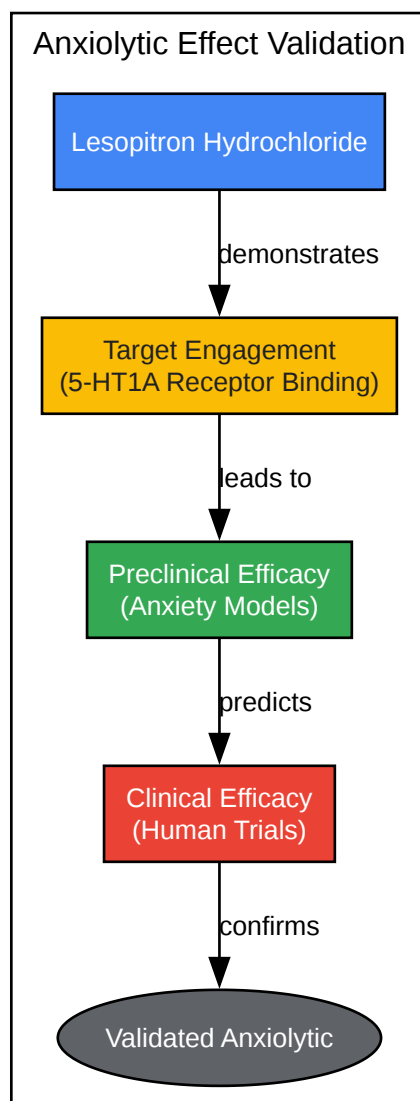 Anxiolytic Effect Validation
Lesopitron Hydrochloride
demonstrates
Target Engagement
(5-HT1A Receptor Binding)
leads to
Preclinical Efficacy
(Anxiety Models)
predicts
Clinical Efficacy
(Human Trials)
confirms
Validated Anxiolytic